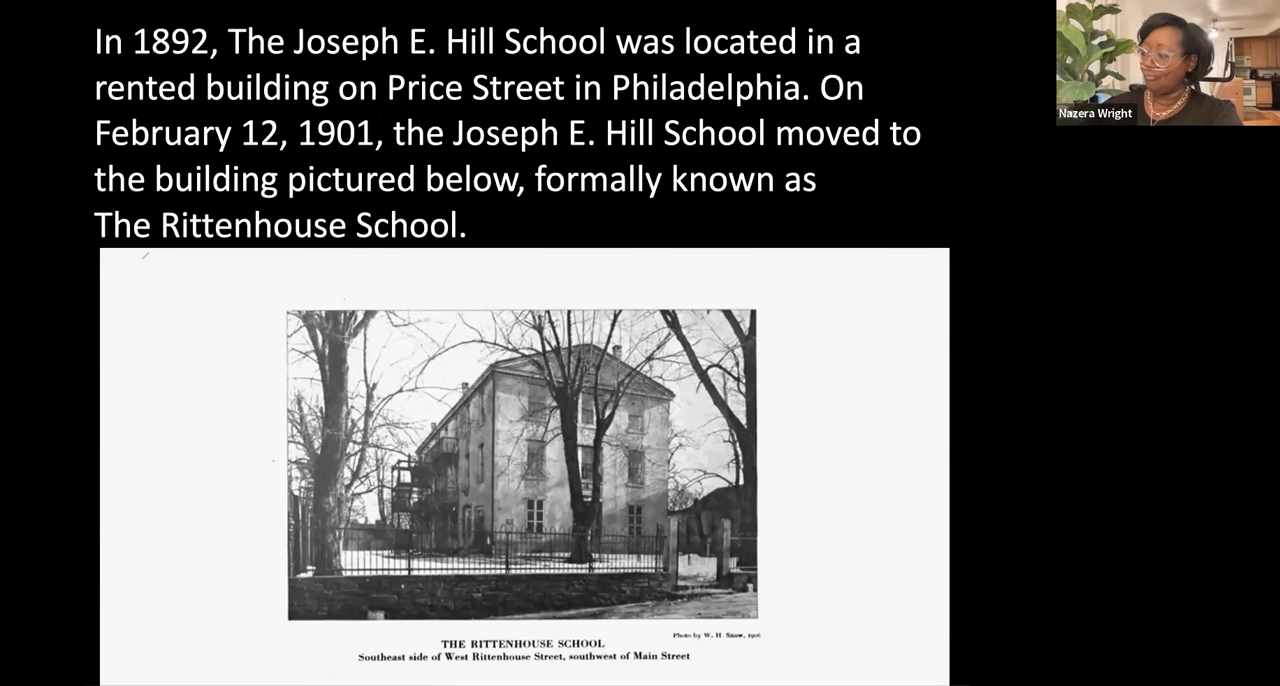 In 1892, The Joseph E. Hill School was located in a
rented building on Price Street in Philadelphia. On
February 12, 1901, the Joseph E. Hill School moved to
the building pictured below, formally known as
The Rittenhouse School.
Nazera Wright
Photo by W. H. Snow, 1906
THE RITTENHOUSE SCHOOL
Southeast side of West Rittenhouse Street, southwest of Main Street